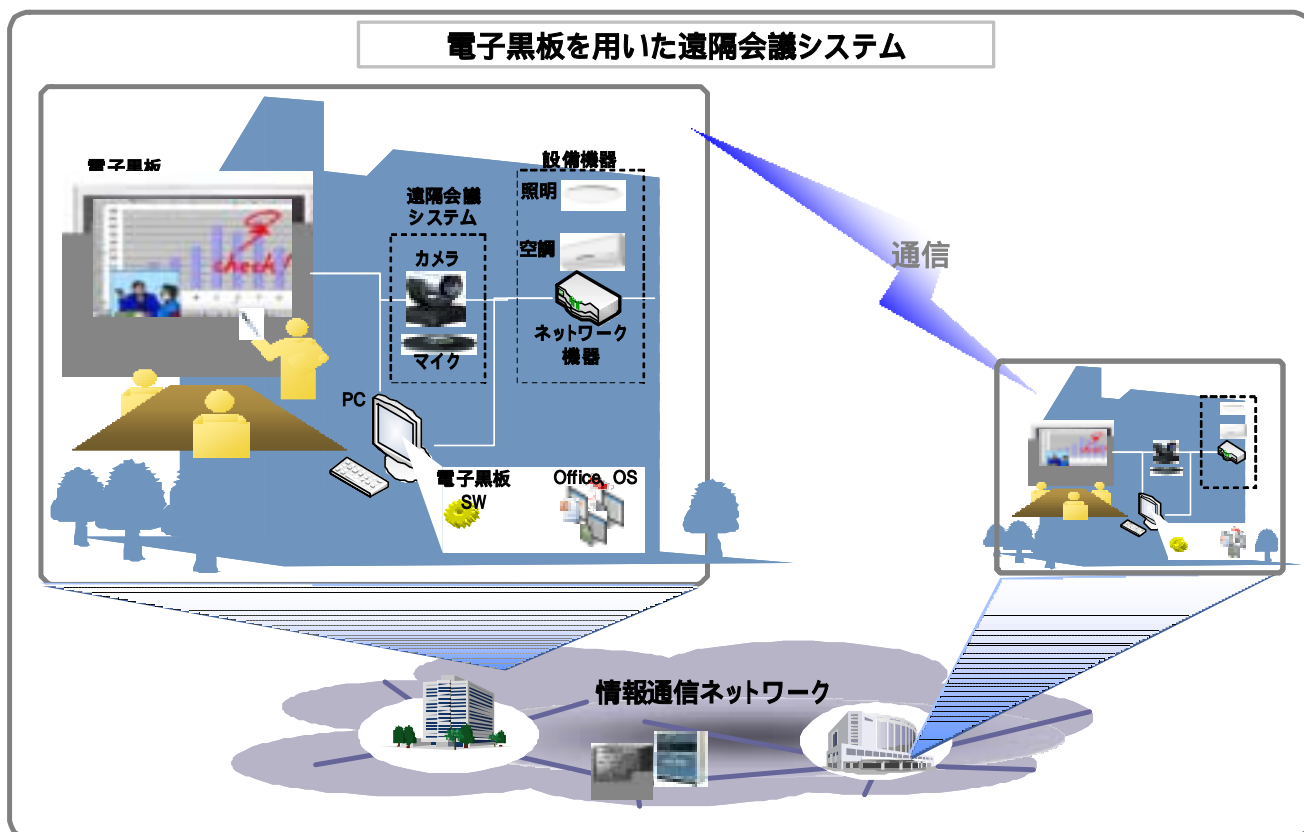 電子黒板を用いた遠隔会議システム
電子黒板
check!
遠隔会議
システム
カメラ
マイク
設備機器
照明
空調
ネットワーク
機器
PC
電子黒板
SW
Office、OS
通信
情報通信ネットワーク